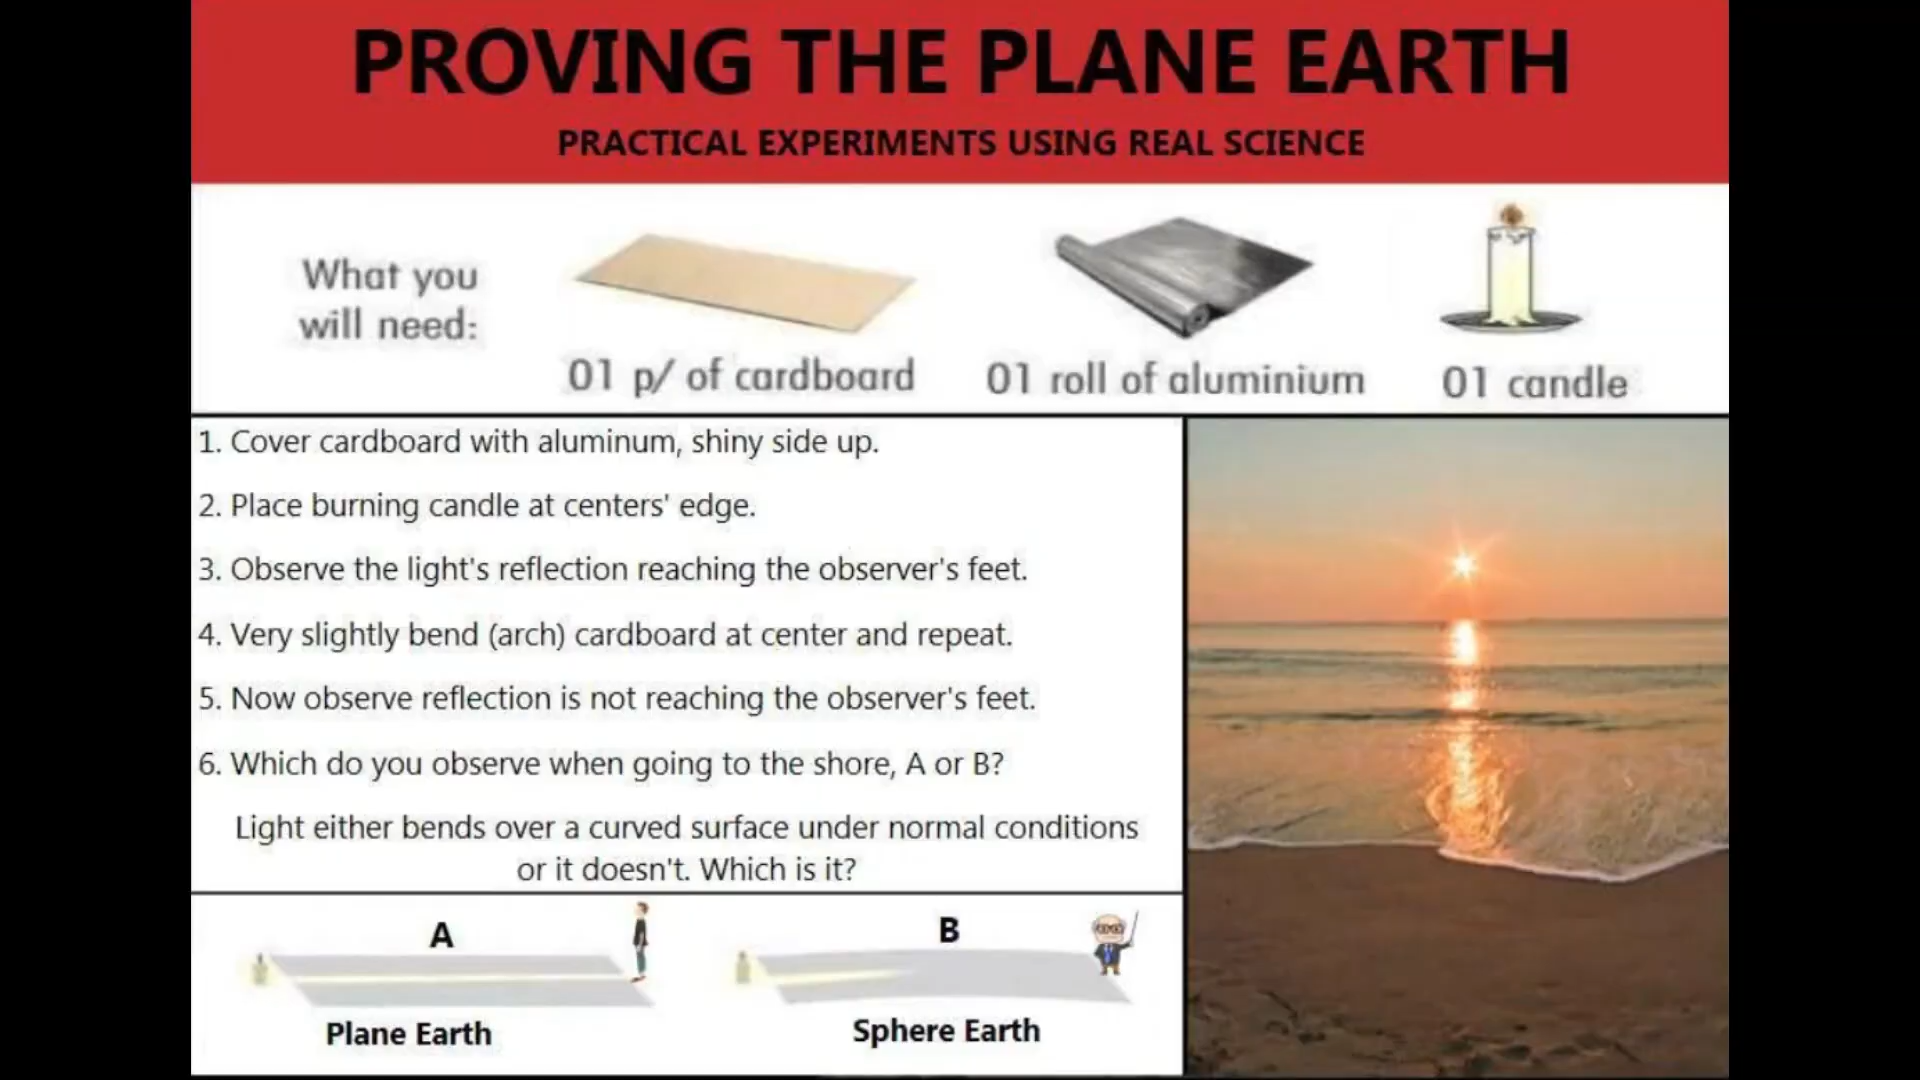 PROVING THE PLANE EARTH
PRACTICAL EXPERIMENTS USING REAL SCIENCE
What you
will need:
01 p/ of cardboard
01 roll of aluminium
01 candle
1. Cover cardboard with aluminum, shiny side up.
2. Place burning candle at centers' edge.
3. Observe the light's reflection reaching the observer's feet.
4. Very slightly bend (arch) cardboard at center and repeat.
5. Now observe reflection is not reaching the observer's feet.
6. Which do you observe when going to the shore, A or B?
Light either bends over a curved surface under normal conditions
or it doesn't. Which is it?
A
Plane Earth
B
Sphere Earth